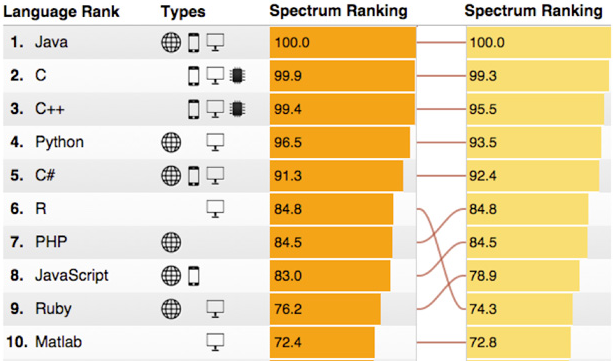 Language Rank Types Spectrum Ranking Spectrum Ranking
1. Java 100.0 100.0
2. C 99.9 99.3
3. C++ 99.4 95.5
4. Python 96.5 93.5
5. C# 91.3 92.4
6. R 84.8 84.8
7. PHP 84.5 84.5
8. JavaScript 83.0 78.9
9. Ruby 76.2 74.3
10. Matlab 72.4 72.8